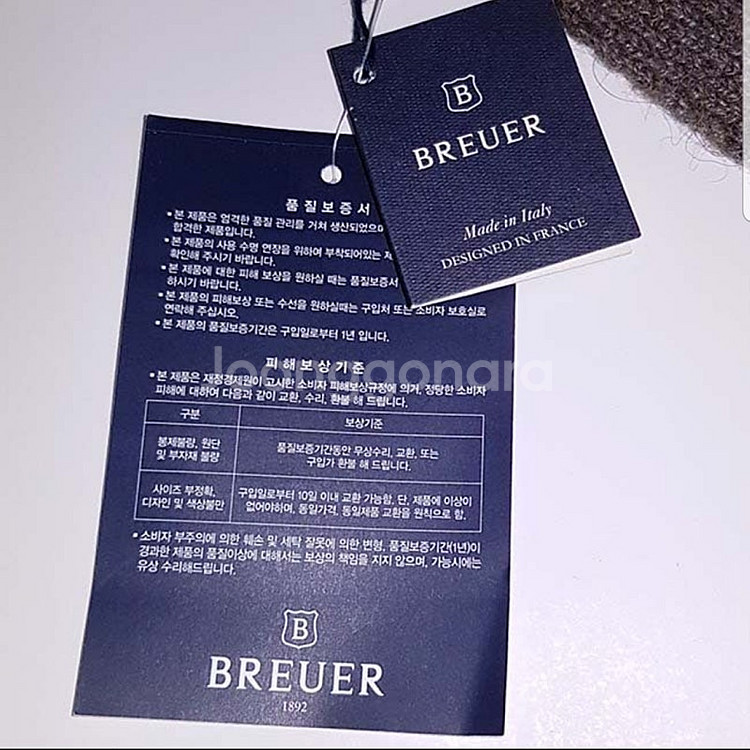 B
BREUER
Made in Italy
DESIGNED IN FRANCE
품질보증서
▪ 본 제품은 엄격한 품질 관리를 거쳐 생산되었으며
합격한 제품입니다.
▪ 본 제품의 사용 수명 연장을 위하여 부착되어있는
확인해 주시기 바랍니다.
▪ 본 제품에 대한 피해 보상을 원하실 때는 품질보증서
하시기 바랍니다.
▪ 본 제품의 피해보상 또는 수선을 원하실때는 구입처 또는 소비자 보호실로
연락해 주십시오.
▪ 본 제품의 품질보증기간은 구입일로부터 1년 입니다.
피해보상기준
▪ 본 제품은 재정경제원이 고시한 소비자 피해보상규정에 의거, 정당한 소비자
피해에 대하여 다음과 같이 교환, 수리, 환불 해 드립니다.
구분 보상기준
봉제불량, 원단 품질보증기간동안 무상수리, 교환, 또는
및 부자재 불량 구입가 환불 해 드립니다.
사이즈 부정확, 구입일로부터 10일 이내 교환 가능함. 단, 제품에 이상이
디자인 및 색상불만 없어야하며, 동일가격, 동일제품 교환을 원칙으로 함.
▪ 소비자 부주의에 의한 훼손 및 세탁 잘못에 의한 변형, 품질보증기간(1년)이
경과한 제품의 품질이상에 대해서는 보상의 책임을 지지 않으며, 가능시에는
유상 수리해드립니다.
B
BREUER
1892